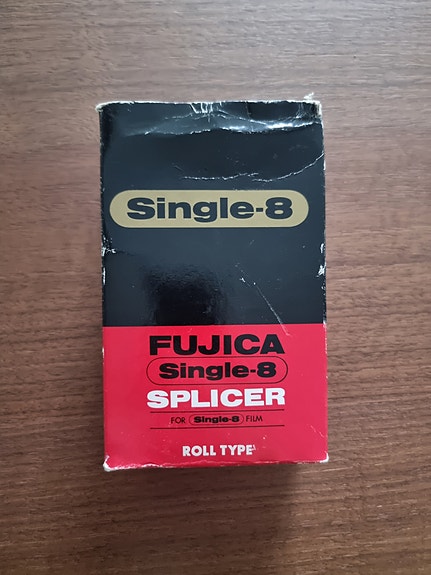 Single-8
FUJICA
Single-8
SPLICER
FOR Single-8 FILM
ROLL TYPE